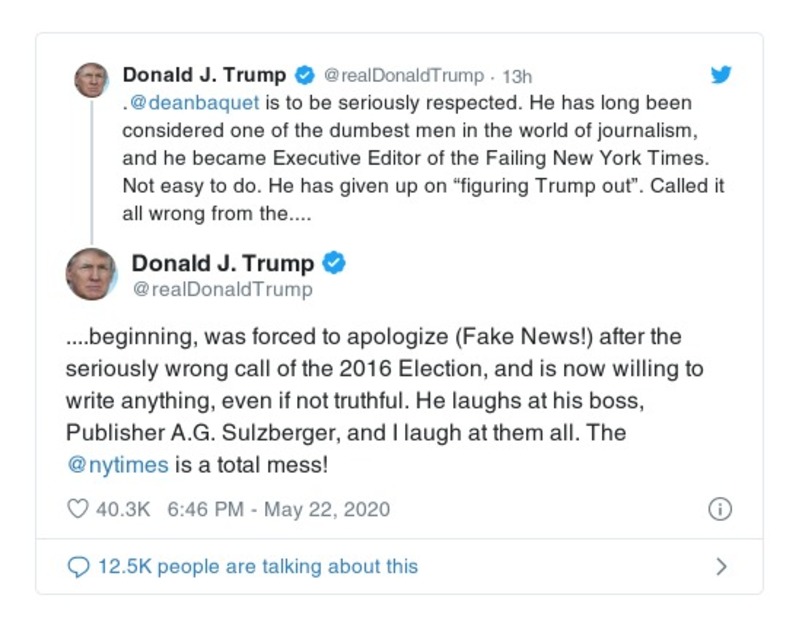 Donald J. Trump @realDonaldTrump · 13h
.@deanbaquet is to be seriously respected. He has long been
considered one of the dumbest men in the world of journalism,
and he became Executive Editor of the Failing New York Times.
Not easy to do. He has given up on “figuring Trump out”. Called it
all wrong from the....
Donald J. Trump
@realDonaldTrump
....beginning, was forced to apologize (Fake News!) after the
seriously wrong call of the 2016 Election, and is now willing to
write anything, even if not truthful. He laughs at his boss,
Publisher A.G. Sulzberger, and I laugh at them all. The
@nytimes is a total mess!
40.3K 6:46 PM - May 22, 2020
12.5K people are talking about this